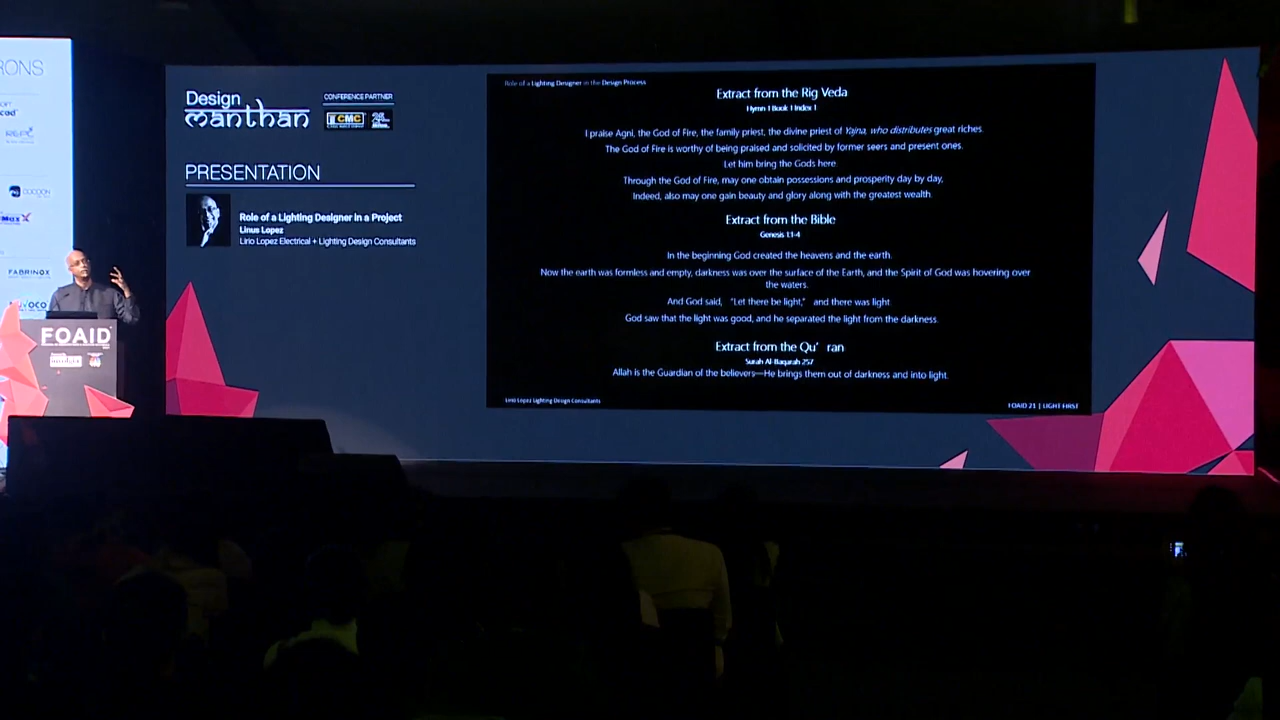 RONS
REPL
COCOON
Max
FABRINOX
NUVOCO
FOAID
Design
manthan
CONFERENCE PARTNER
CMC
PRESENTATION
Role of a Lighting Designer in a Project
Linus Lopez
Lirio Lopez Electrical + Lighting Design Consultants
Role of a Lighting Designer in the Design Process
Extract from the Rig Veda
Hymn 1 Book 1 Index 1
I praise Agni, the God of Fire, the family priest, the divine priest of Yajna, who distributes great riches.
The God of Fire is worthy of being praised and solicited by former seers and present ones.
Let him bring the Gods here.
Through the God of Fire, may one obtain possessions and prosperity day by day,
Indeed, also may one gain beauty and glory along with the greatest wealth.
Extract from the Bible
Genesis 1:1-4
In the beginning God created the heavens and the earth.
Now the earth was formless and empty, darkness was over the surface of the Earth, and the Spirit of God was hovering over
the waters.
And God said, “Let there be light,” and there was light.
God saw that the light was good, and he separated the light from the darkness.
Extract from the Qu’ ran
Surah Al-Baqarah 257
Allah is the Guardian of the believers—He brings them out of darkness and into light.
Lirio Lopez Lighting Design Consultants
FOAID 21 | LIGHT FIRST